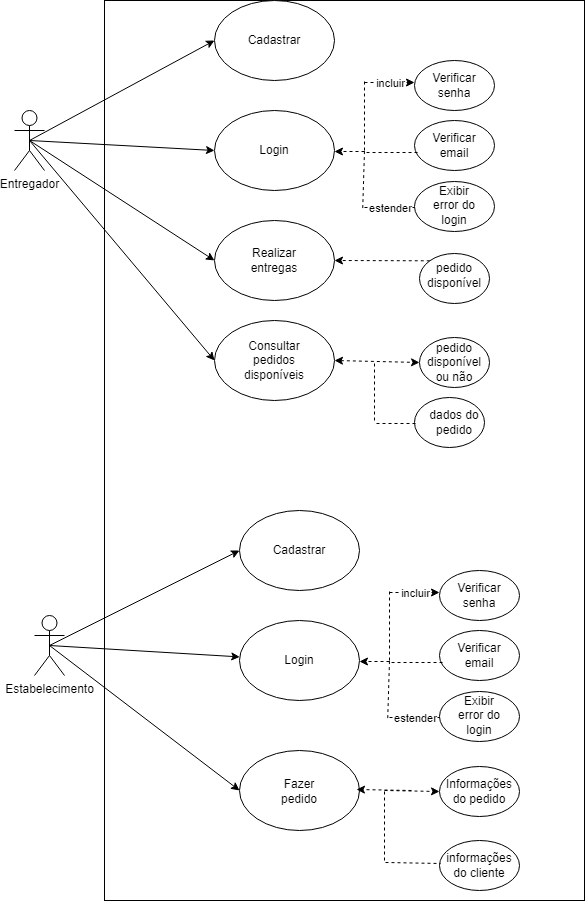 Cadastrar
incluir
Verificar
senha
Login
Verificar
email
Entregador
estender
Exibir
error do
login
Realizar
entregas
pedido
disponível
Consultar
pedidos
disponíveis
pedido
disponível
ou não
dados do
pedido
Cadastrar
incluir
Verificar
senha
Login
Verificar
email
Estabelecimento
estender
Exibir
error do
login
Fazer
pedido
Informações
do pedido
informações
do cliente